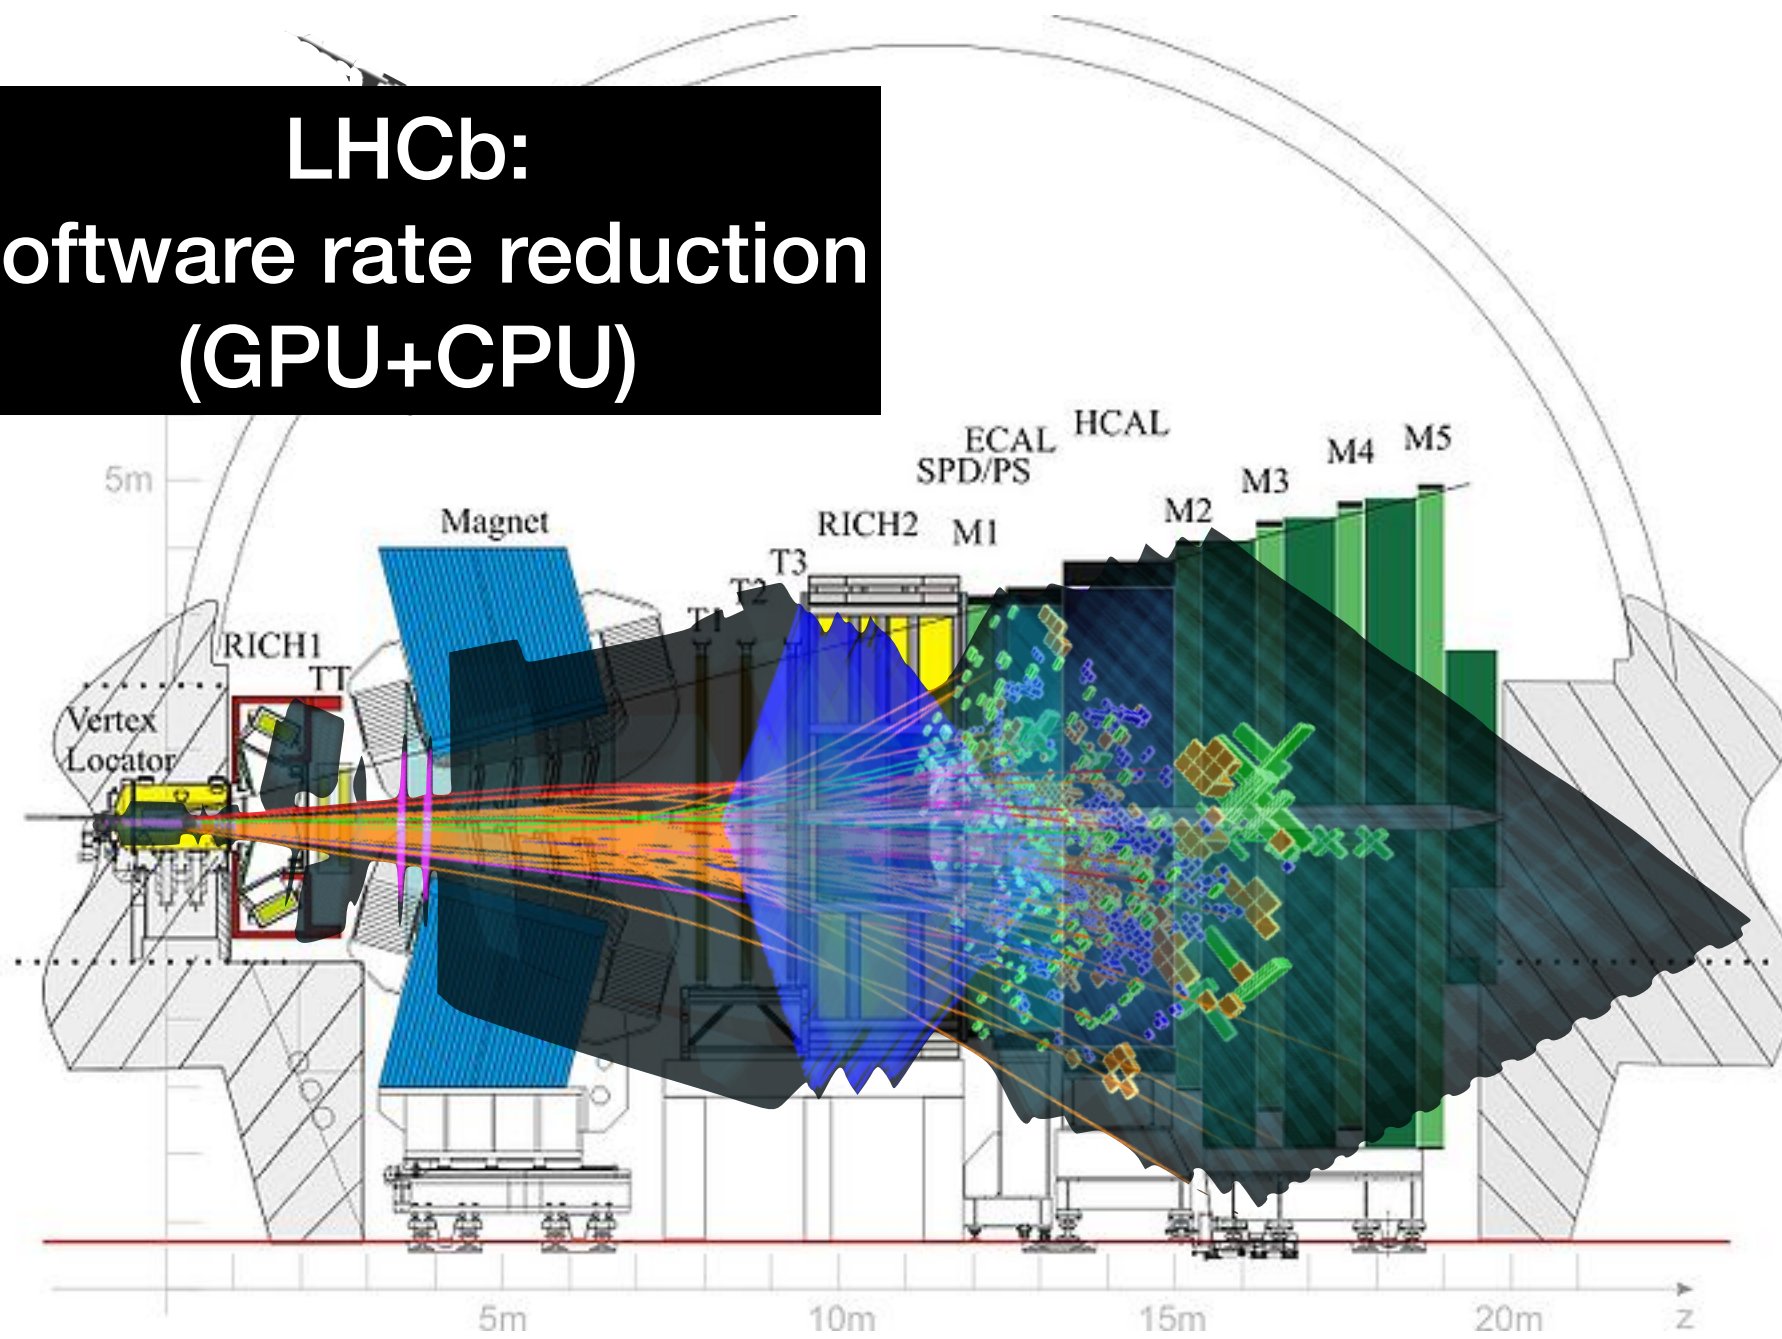 LHCb:
oftware rate reduction
(GPU+CPU)
HCAL
ECAL
SPD/PS
M5
M4
M3
M2
M1
5m
Magnet
RICH2
T3
T2
T1
RICH1
TT
Vertex
Locator
5m
10m
15m
20m
z